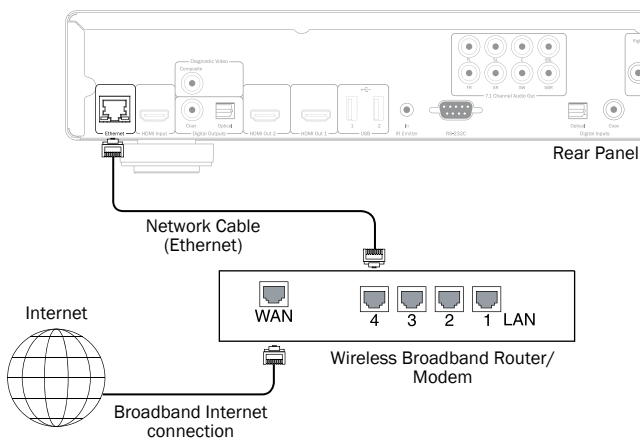 Diagnostic Video
Composite
FL
SL
SBL
FR
SR
SW
SBR
7.1 Channel Audio Out
Ethernet
HDMI Input
Coax
Optical
Digital Outputs
HDMI Out 2
HDMI Out 1
1
2
USB
In
IR Emitter
RS-232C
Optical
Coax
Digital Inputs
Rear Panel
Network Cable
(Ethernet)
WAN
4 3 2 1 LAN
Internet
Wireless Broadband Router/
Modem
Broadband Internet
connection